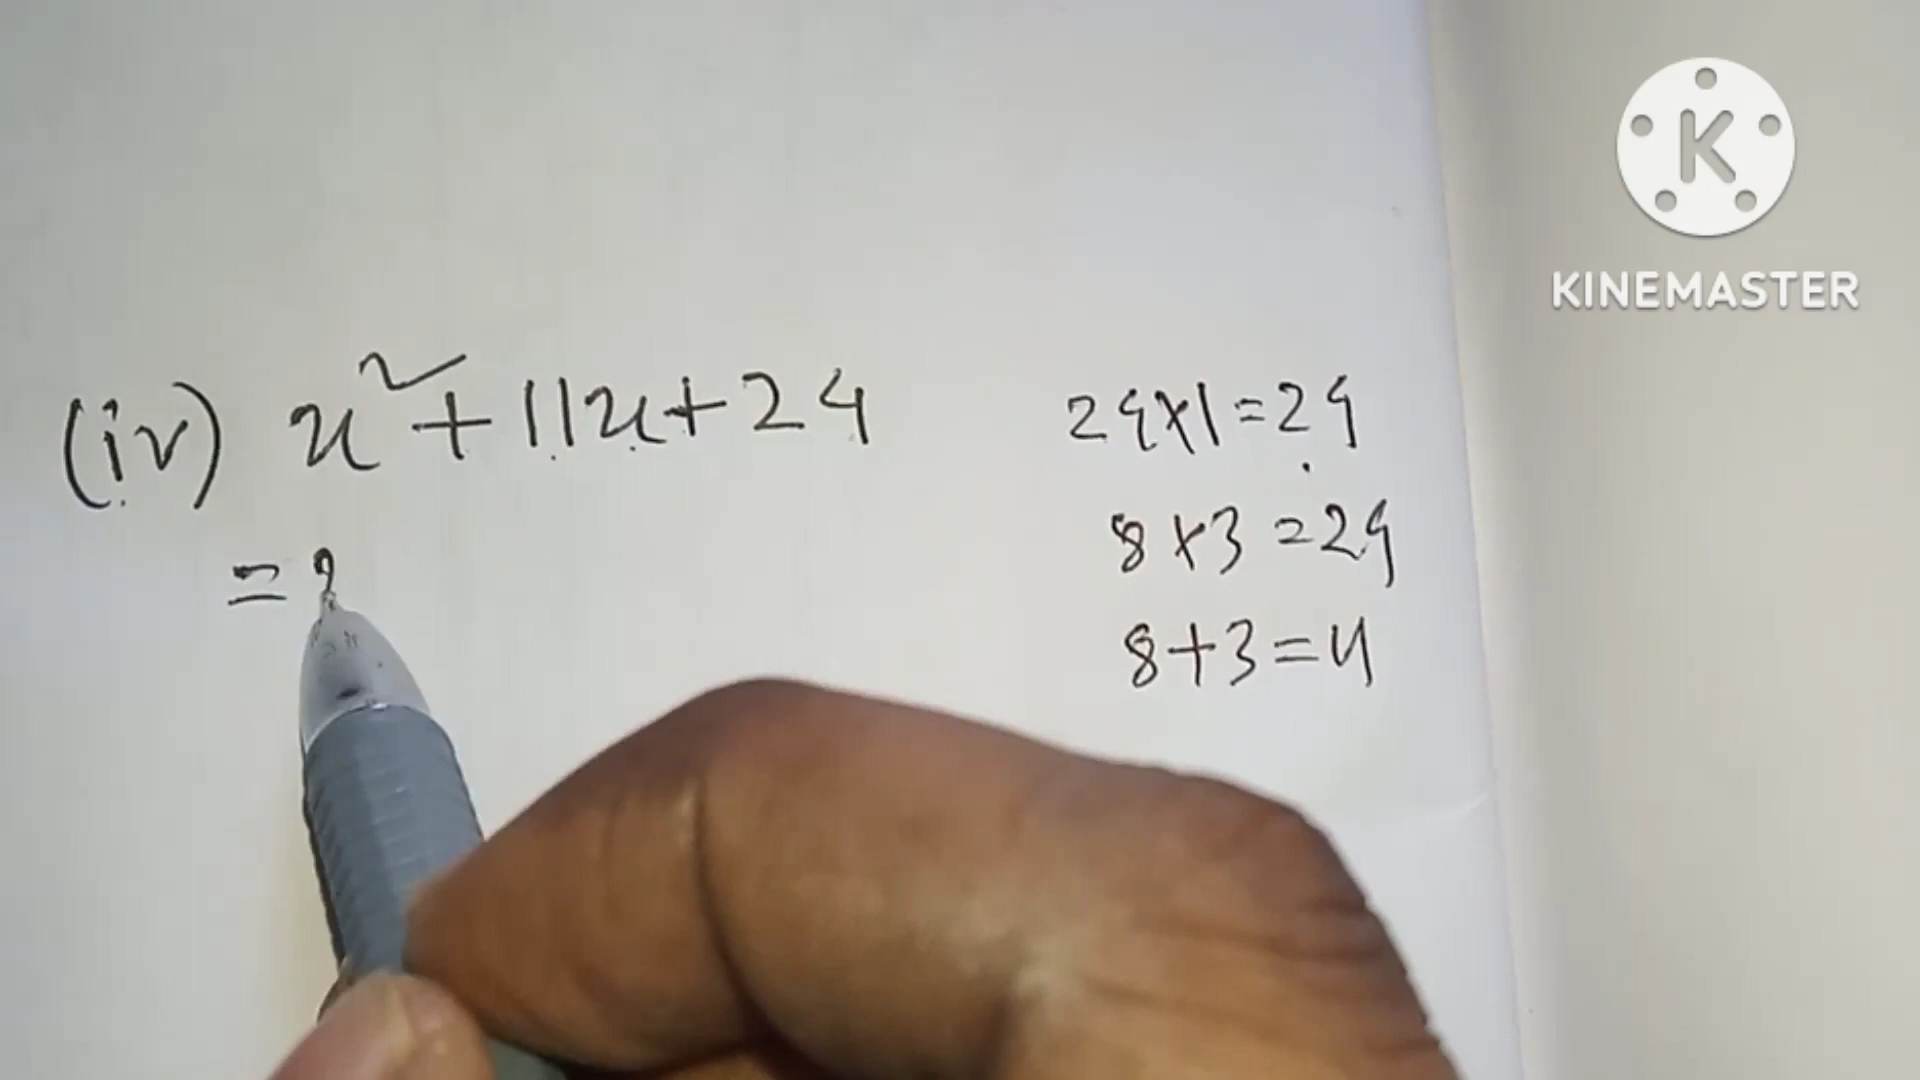 (iv) x² + 11x + 24
=
24×1 = 24
8×3 = 24
8+3 = 11
KINEMASTER